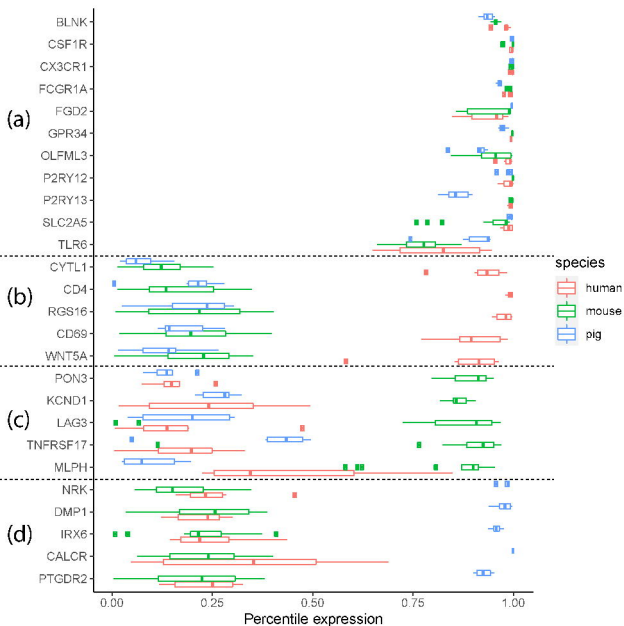 (a)
BLNK
CSF1R
CX3CR1
FCGR1A
FGD2
GPR34
OLFML3
P2RY12
P2RY13
SLC2A5
TLR6
(b)
CYTL1
CD4
RGS16
CD69
WNT5A
(c)
PON3
KCND1
LAG3
TNFRSF17
MLPH
(d)
NRK
DMP1
IRX6
CALCR
PTGDR2
0.00 0.25 0.50 0.75 1.00
Percentile expression
species
human
mouse
pig